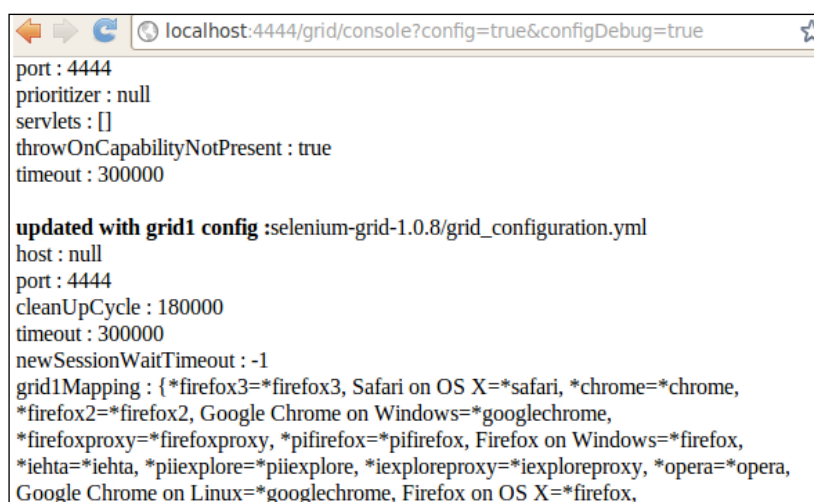 localhost:4444/grid/console?config=true&configDebug=true
port : 4444
prioritizer : null
servlets : []
throwOnCapabilityNotPresent : true
timeout : 300000
updated with grid1 config :selenium-grid-1.0.8/grid_configuration.yml
host : null
port : 4444
cleanUpCycle : 180000
timeout : 300000
newSessionWaitTimeout : -1
grid1Mapping : {*firefox3=*firefox3, Safari on OS X=*safari, *chrome=*chrome,
*firefox2=*firefox2, Google Chrome on Windows=*googlechrome,
*firefoxproxy=*firefoxproxy, *pifirefox=*pifirefox, Firefox on Windows=*firefox,
*iehta=*iehta, *piiexplore=*piiexplore, *iexploreproxy=*iexploreproxy, *opera=*opera,
Google Chrome on Linux=*googlechrome, Firefox on OS X=*firefox,